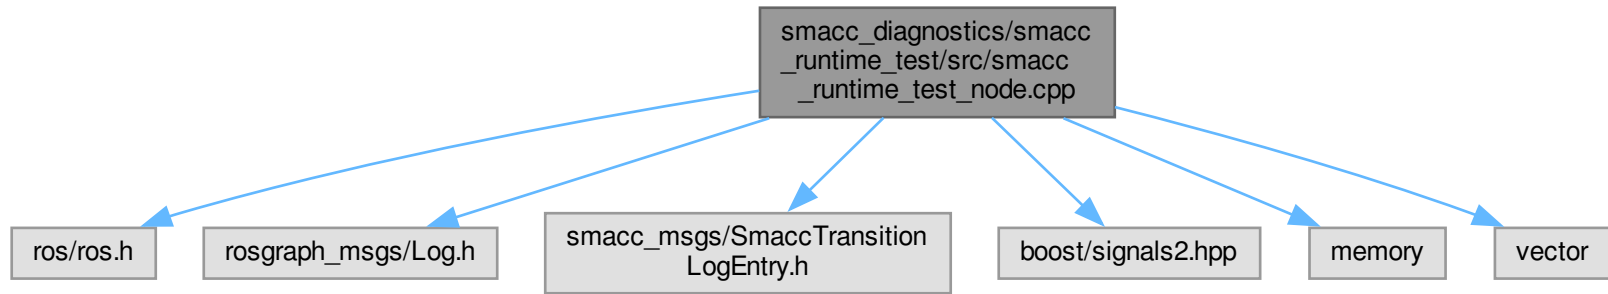 smacc_diagnostics/smacc
_runtime_test/src/smacc
_runtime_test_node.cpp
ros/ros.h
rosgraph_msgs/Log.h
smacc_msgs/SmaccTransition
LogEntry.h
boost/signals2.hpp
memory
vector